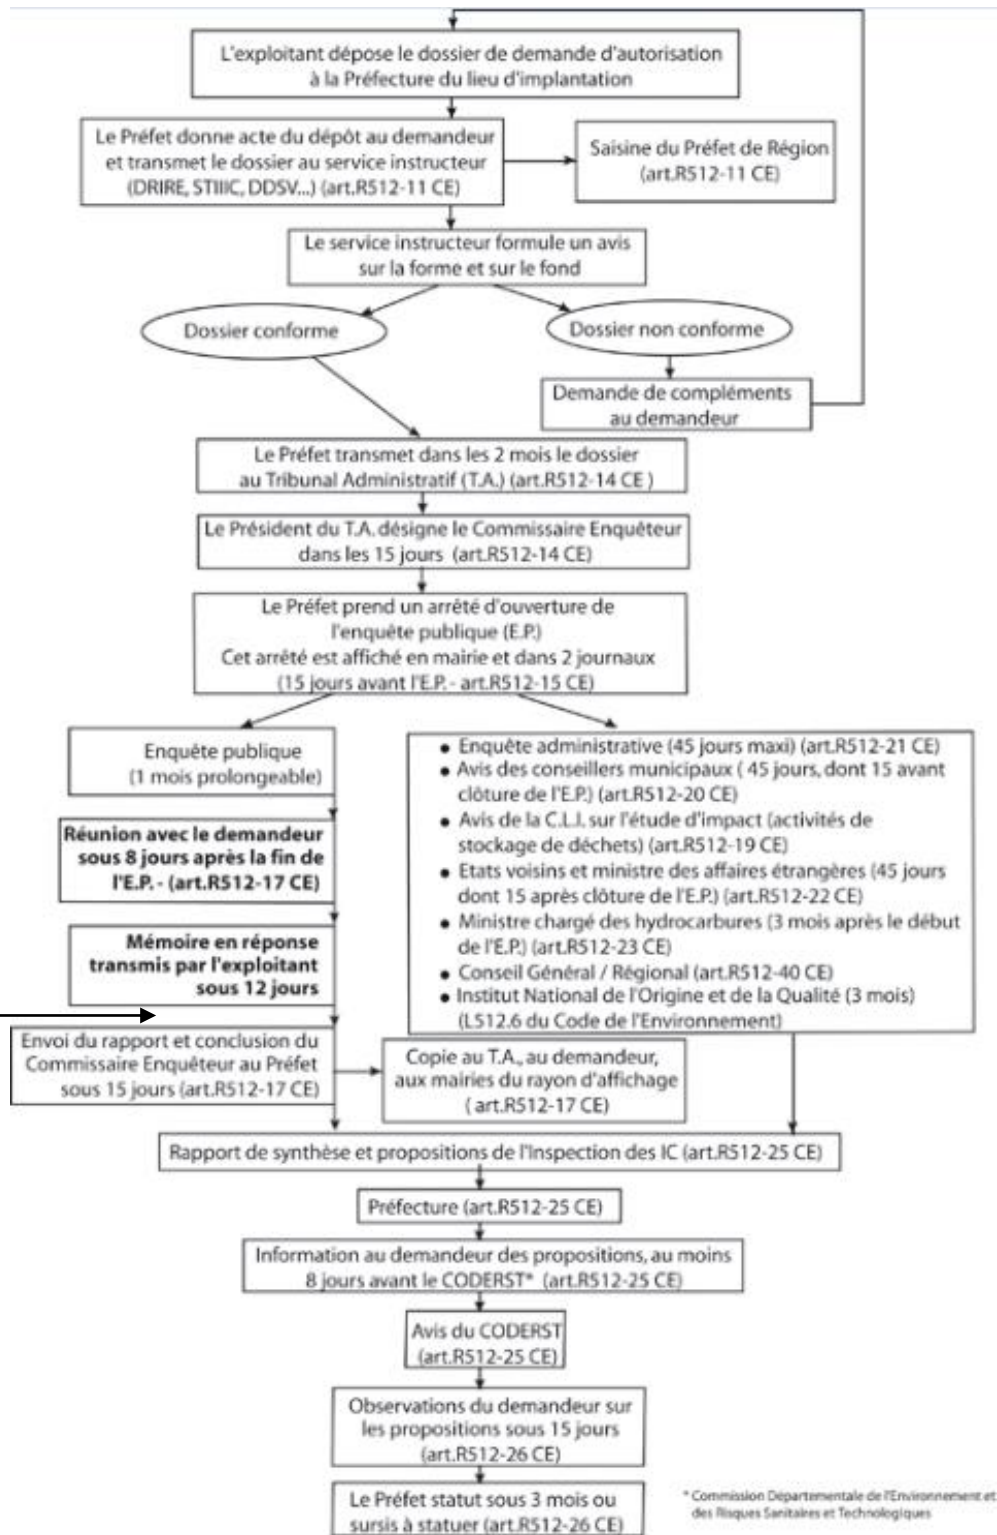 L'exploitant dépose le dossier de demande d'autorisation
à la Préfecture du lieu d'implantation
Le Préfet donne acte du dépôt au demandeur
et transmet le dossier au service instructeur
(DRIRE, STIIIC, DDSV...) (art.R512-11 CE)
Saisine du Préfet de Région
(art.R512-11 CE)
Le service instructeur formule un avis
sur la forme et sur le fond
Dossier conforme
Dossier non conforme
Demande de compléments
au demandeur
Le Préfet transmet dans les 2 mois le dossier
au Tribunal Administratif (T.A.) (art.R512-14 CE )
Le Président du T.A. désigne le Commissaire Enquêteur
dans les 15 jours (art.R512-14 CE)
Le Préfet prend un arrêté d'ouverture de
l'enquête publique (E.P.)
Cet arrêté est affiché en mairie et dans 2 journaux
(15 jours avant l'E.P. - art.R512-15 CE)
Enquête publique
(1 mois prolongeable)
Réunion avec le demandeur
sous 8 jours après la fin de
l'E.P. - (art.R512-17 CE)
Mémoire en réponse
transmis par l'exploitant
sous 12 jours
Envoi du rapport et conclusion du
Commissaire Enquêteur au Préfet
sous 15 jours (art.R512-17 CE)
● Enquête administrative (45 jours maxi) (art.R512-21 CE)
● Avis des conseillers municipaux ( 45 jours, dont 15 avant
clôture de l'E.P.) (art.R512-20 CE)
● Avis de la C.L.I. sur l'étude d'impact (activités de
stockage de déchets) (art.R512-19 CE)
● Etats voisins et ministre des affaires étrangères (45 jours
dont 15 après clôture de l'E.P.) (art.R512-22 CE)
● Ministre chargé des hydrocarbures (3 mois après le début
de l'E.P.) (art.R512-23 CE)
● Conseil Général / Régional (art.R512-40 CE)
● Institut National de l'Origine et de la Qualité (3 mois)
(L512.6 du Code de l'Environnement)
Copie au T.A., au demandeur,
aux mairies du rayon d'affichage
( art.R512-17 CE)
Rapport de synthèse et propositions de l'Inspection des IC (art.R512-25 CE)
Préfecture (art.R512-25 CE)
Information au demandeur des propositions, au moins
8 jours avant le CODERST* (art.R512-25 CE)
Avis du CODERST
(art.R512-25 CE)
Observations du demandeur sur
les propositions sous 15 jours
(art.R512-26 CE)
Le Préfet statut sous 3 mois ou
sursis à statuer (art.R512-26 CE)
* Commission Départementale de l'Environnement et
des Risques Sanitaires et Technologiques